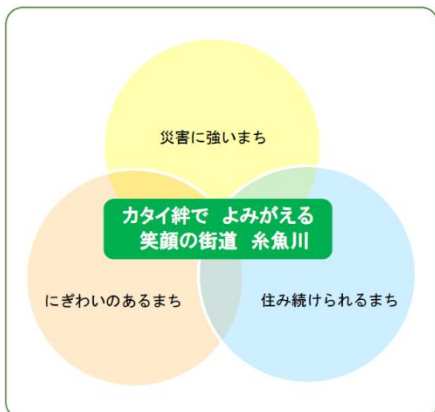 災害に強いまち
カタイ絆で よみがえる
笑顔の街道 糸魚川
にぎわいのあるまち
住み続けられるまち